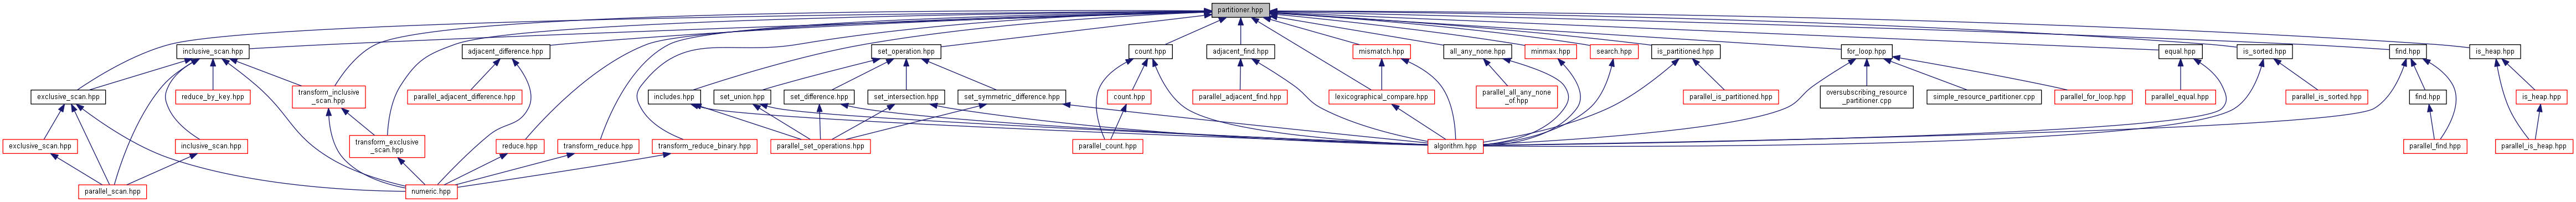 partitioner.hpp
inclusive_scan.hpp
adjacent_difference.hpp
set_operation.hpp
count.hpp
adjacent_find.hpp
mismatch.hpp
all_any_none.hpp
minmax.hpp
search.hpp
is_partitioned.hpp
for_loop.hpp
equal.hpp
is_sorted.hpp
find.hpp
is_heap.hpp
exclusive_scan.hpp
reduce_by_key.hpp
transform_inclusive
_scan.hpp
parallel_adjacent_difference.hpp
includes.hpp
set_union.hpp
set_difference.hpp
set_intersection.hpp
set_symmetric_difference.hpp
count.hpp
parallel_adjacent_find.hpp
lexicographical_compare.hpp
parallel_all_any_none
_of.hpp
parallel_is_partitioned.hpp
oversubscribing_resource
_partitioner.cpp
simple_resource_partitioner.cpp
parallel_for_loop.hpp
parallel_equal.hpp
parallel_is_sorted.hpp
find.hpp
is_heap.hpp
exclusive_scan.hpp
inclusive_scan.hpp
transform_exclusive
_scan.hpp
reduce.hpp
transform_reduce.hpp
transform_reduce_binary.hpp
parallel_set_operations.hpp
parallel_count.hpp
algorithm.hpp
parallel_find.hpp
parallel_is_heap.hpp
parallel_scan.hpp
numeric.hpp